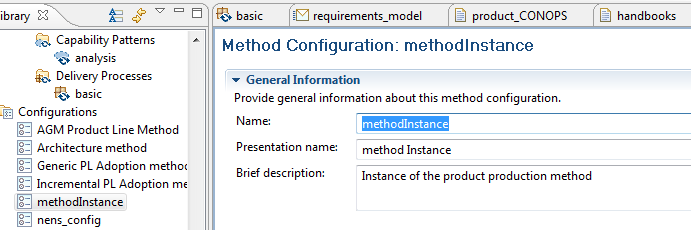 Library
Capability Patterns
analysis
Delivery Processes
basic
Configurations
AGM Product Line Method
Architecture method
Generic PL Adoption method
Incremental PL Adoption me
methodInstance
nens_config
basic
requirements_model
product_CONOPS
handbooks
Method Configuration: methodInstance
General Information
Provide general information about this method configuration.
Name: methodInstance
Presentation name: method Instance
Brief description: Instance of the product production method